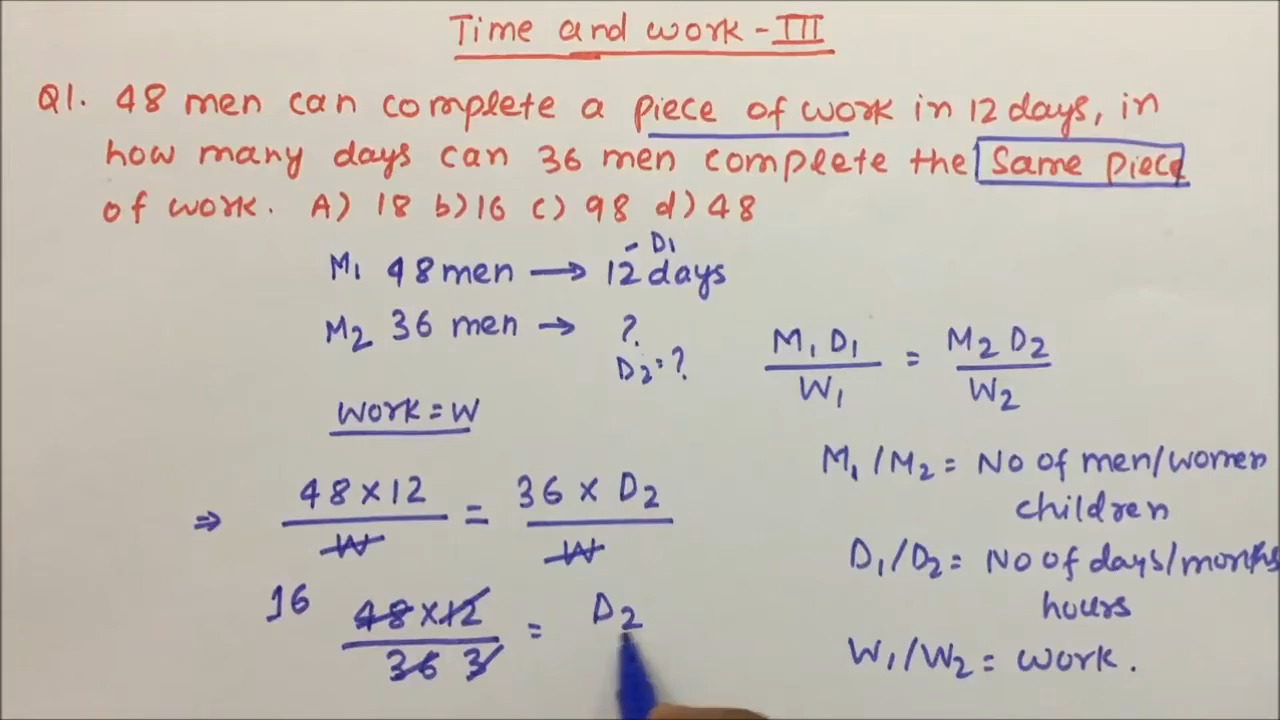 Time and work - III
Q1. 48 men can complete a piece of work in 12 days, in
how many days can 36 men complete the Same piece
of work. A) 18 b) 16 c) 98 d) 48
- D1
M1 48 men → 12 days
M2 36 men → ?
D2 = ?
M1 D1 / W1 = M2 D2 / W2
Work = W
M1 / M2 = No of men/women
children
⇒ 48 × 12 / W = 36 × D2 / W
D1 / D2 = No of days/months
hours
16 48 × 12 / 36 3 = D2
W1 / W2 = work.